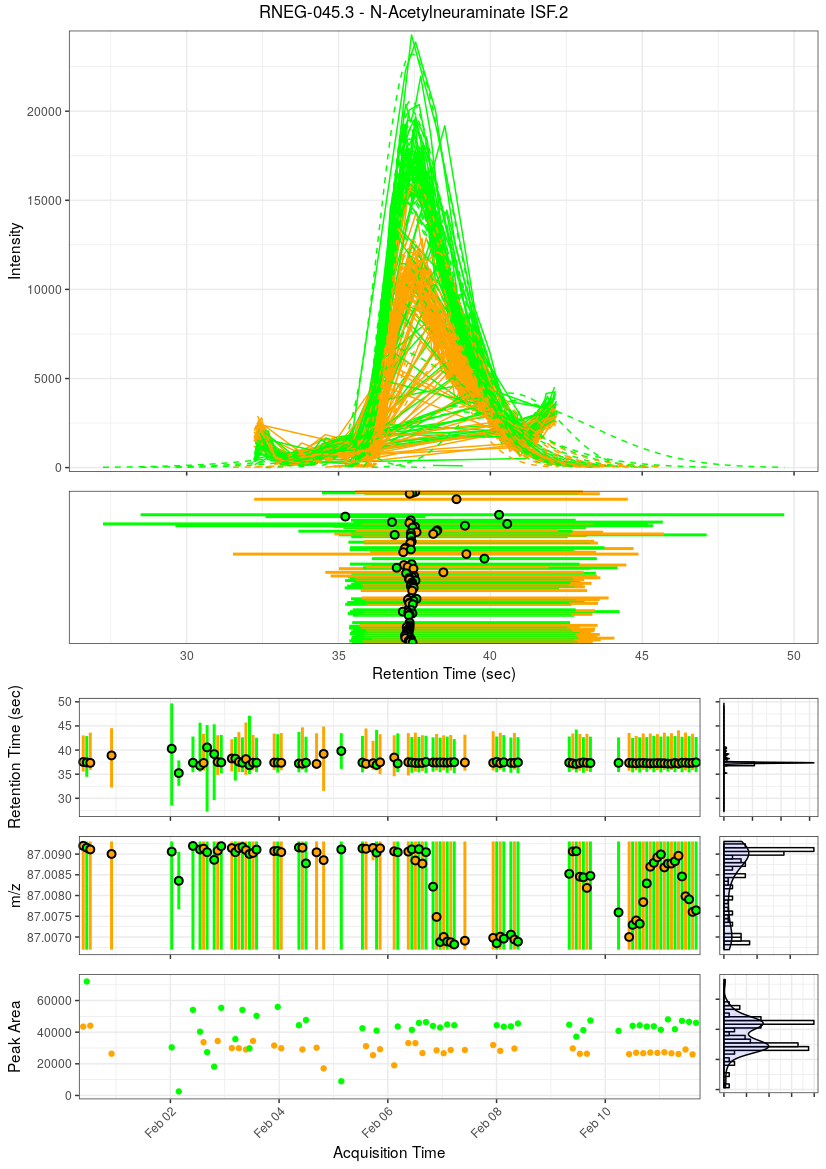 RNEG-045.3 - N-Acetylneuraminate ISF.2
Intensity
20000
15000
10000
5000
0
30 35 40 45 50
Retention Time (sec)
Retention Time (sec)
50
45
40
35
30
m/z
87.0090
87.0085
87.0080
87.0075
87.0070
Peak Area
60000
40000
20000
0
Feb 02 Feb 04 Feb 06 Feb 08 Feb 10
Acquisition Time